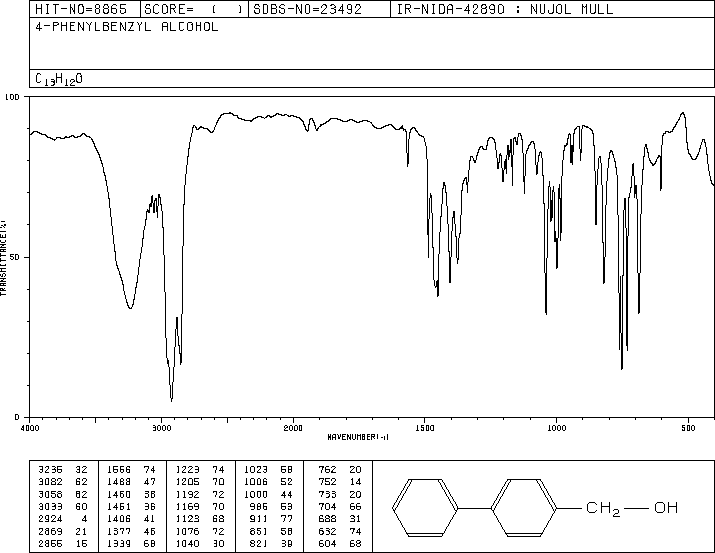 HIT-NO=8865 SCORE= ( ) SDBS-NO=23492 IR-NIDA-42890 : NUJOL MULL
4-PHENYLBENZYL ALCOHOL
C13H12O
100
50
0
TRANSMITTANCE(%)
4000 3000 2000 1500 1000 500
WAVENUMBER(-1)
3235 32 1566 74 1223 74 1023 58 762 20
3082 62 1488 47 1205 70 1006 52 752 14
3058 62 1460 38 1192 72 1000 44 733 20
3033 60 1451 36 1169 70 986 53 704 66
2924 4 1406 41 1123 68 911 77 688 31
2869 21 1377 46 1076 72 851 58 632 74
2855 16 1339 68 1040 30 821 39 604 68
CH2 OH